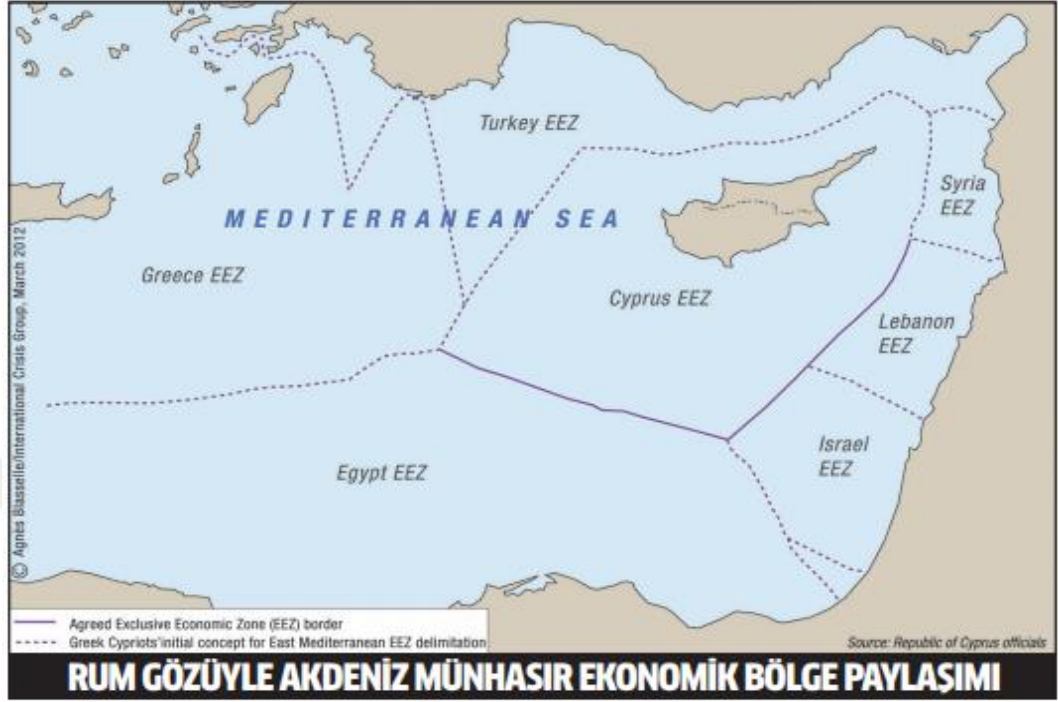 Turkey EEZ
Syria
EEZ
MEDITERRANEAN SEA
Greece EEZ
Cyprus EEZ
Lebanon
EEZ
Israel
EEZ
Egypt EEZ
© Agnès Blasselle/International Crisis Group, March 2012
Agreed Exclusive Economic Zone (EEZ) border
Greek Cypriots'initial concept for East Mediterranean EEZ delimitation
Source: Republic of Cyprus officials
RUM GÖZÜYLE AKDENİZ MÜNHASIR EKONOMİK BÖLGE PAYLAŞIMI